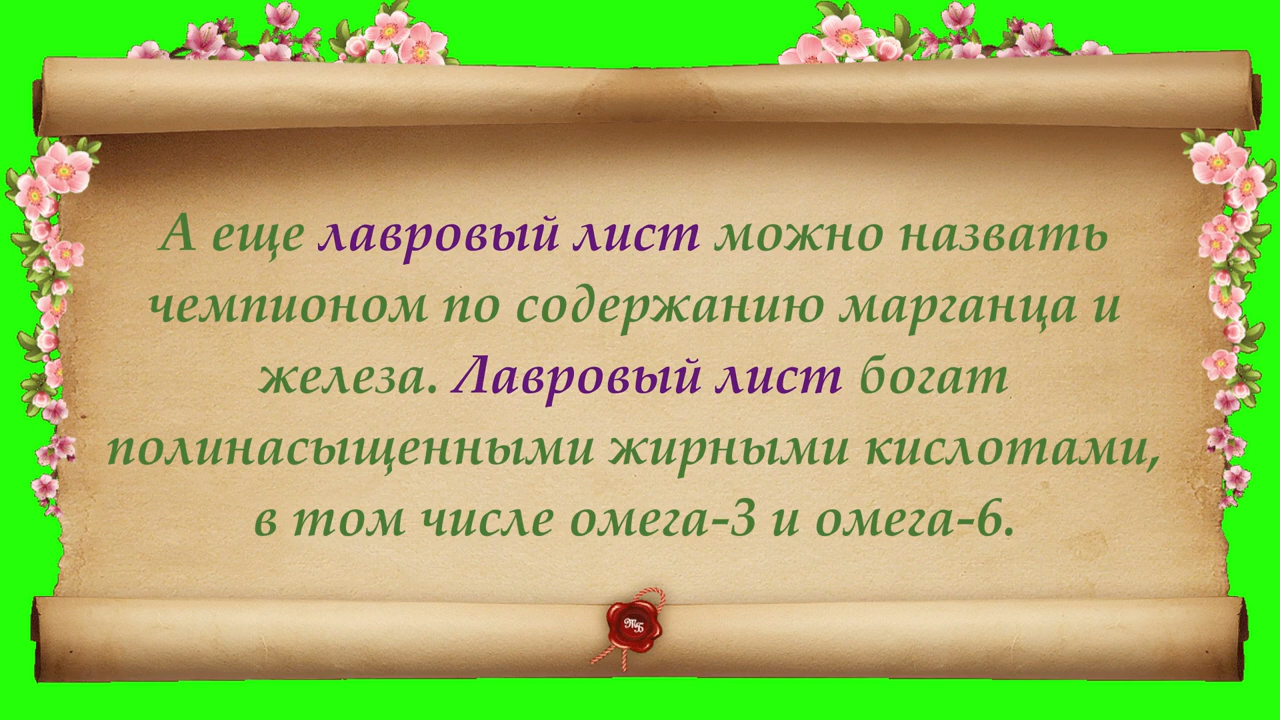 А еще лавровый лист можно назвать
чемпионом по содержанию марганца и
железа. Лавровый лист богат
полинасыщенными жирными кислотами,
в том числе омега-3 и омега-6.
ТБ